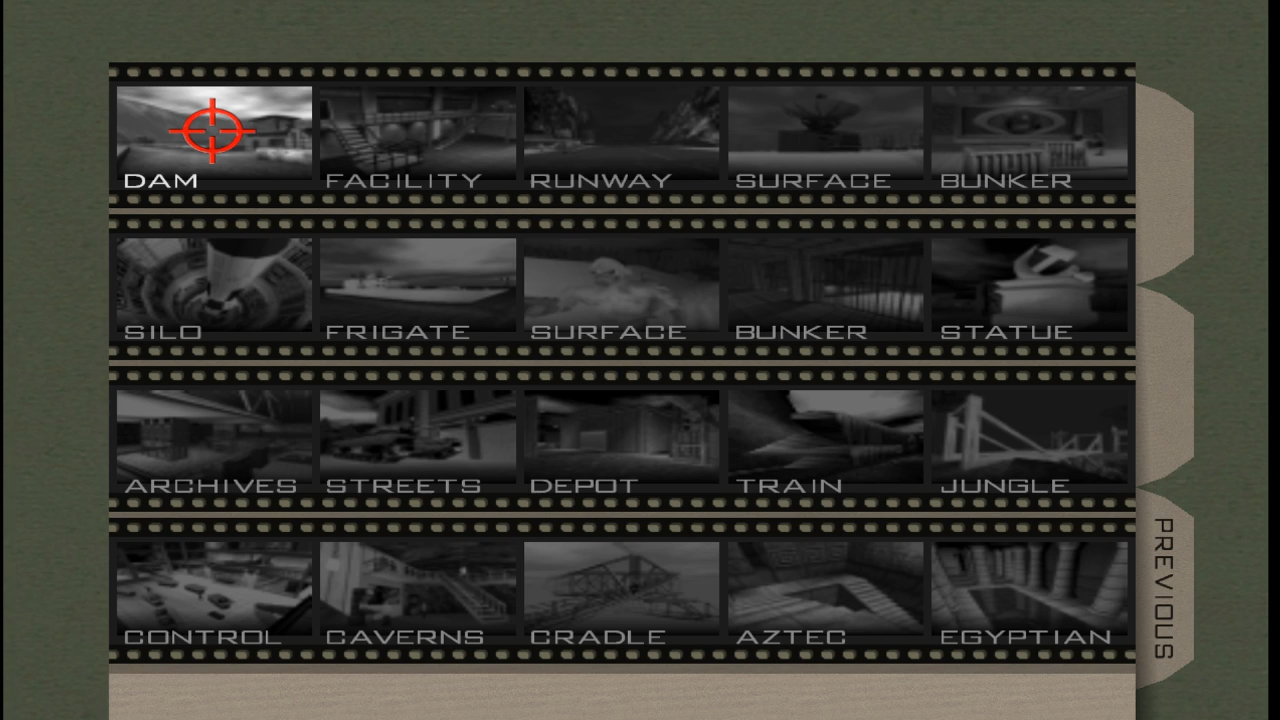 DAM FACILITY RUNWAY SURFACE BUNKER
SILO FRIGATE SURFACE BUNKER STATUE
ARCHIVES STREETS DEPOT TRAIN JUNGLE
CONTROL CAVERNS CRADLE AZTEC EGYPTIAN
PREVIOUS